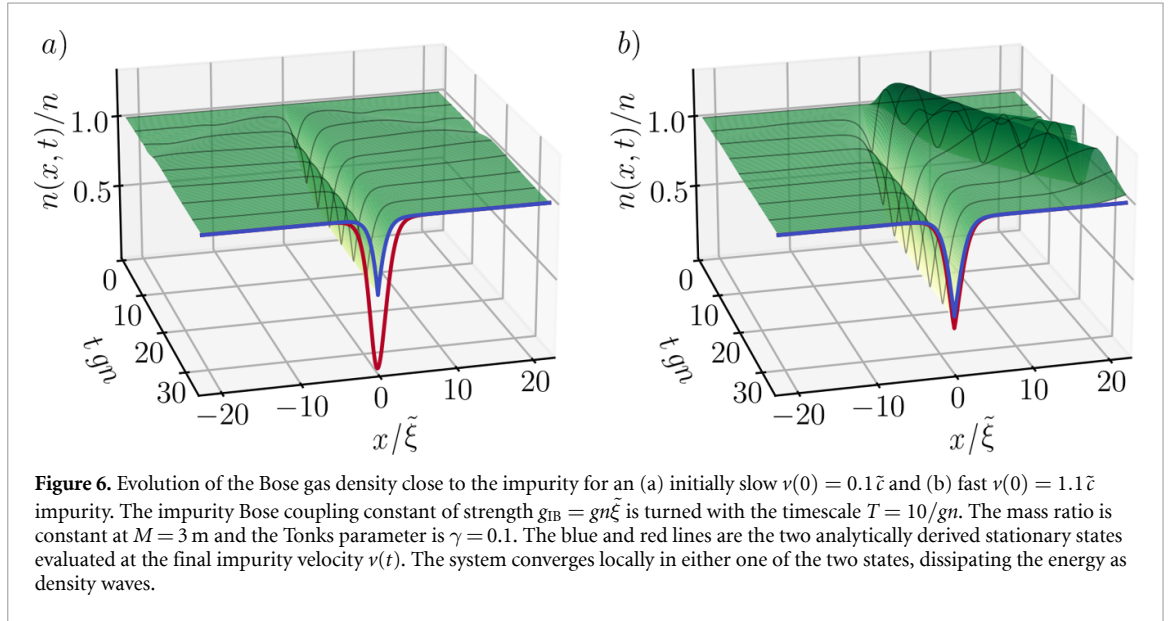 a)
b)
n(x, t)/n
1.0
0.5
0
10
20
30
t gn
−20
−10
0
10
20
x/ξ̃
n(x, t)/n
1.0
0.5
0
10
20
30
t gn
−20
−10
0
10
20
x/ξ̃
Figure 6. Evolution of the Bose gas density close to the impurity for an (a) initially slow v(0) = 0.1c̃ and (b) fast v(0) = 1.1c̃
impurity. The impurity Bose coupling constant of strength gIB = gnξ̃ is turned with the timescale T = 10/gn. The mass ratio is
constant at M = 3 m and the Tonks parameter is γ = 0.1. The blue and red lines are the two analytically derived stationary states
evaluated at the final impurity velocity v(t). The system converges locally in either one of the two states, dissipating the energy as
density waves.